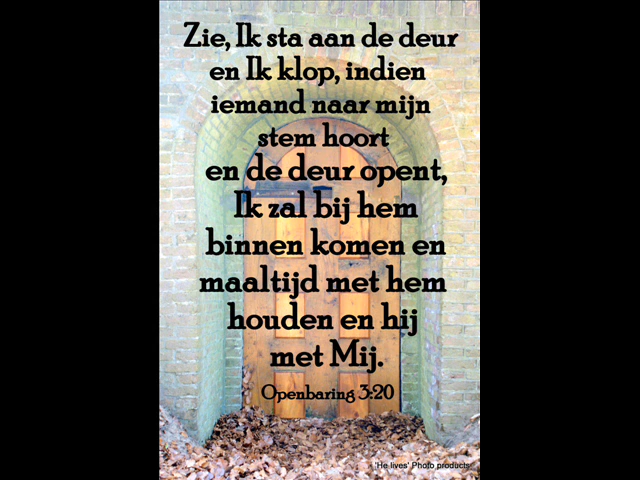 Zie, Ik sta aan de deur
en Ik klop, indien
iemand naar mijn
stem hoort
en de deur opent,
Ik zal bij hem
binnen komen en
maaltijd met hem
houden en hij
met Mij.
Openbaring 3:20
'He lives' Photo products